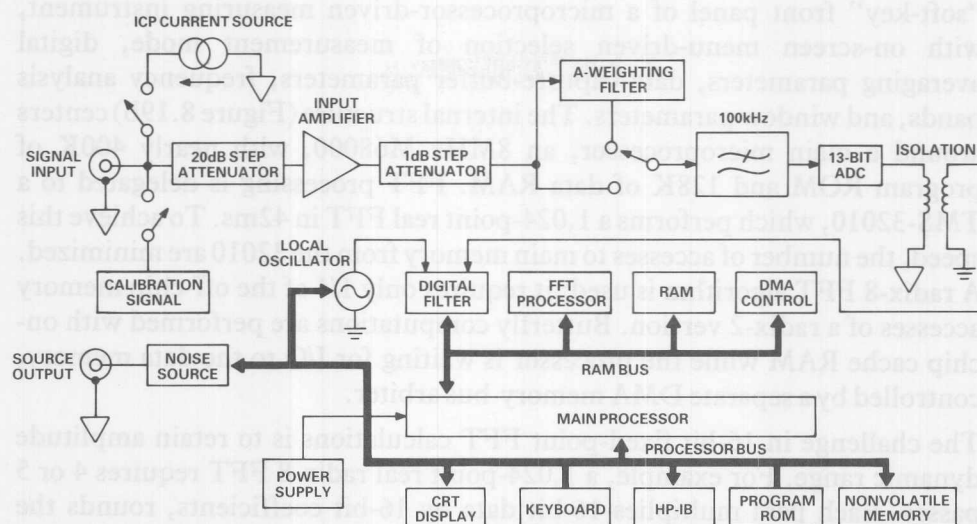 ICP CURRENT SOURCE
SIGNAL
INPUT
20dB STEP
ATTENUATOR
INPUT
AMPLIFIER
1dB STEP
ATTENUATOR
A-WEIGHTING
FILTER
100kHz
13-BIT
ADC
ISOLATION
CALIBRATION
SIGNAL
LOCAL
OSCILLATOR
DIGITAL
FILTER
FFT
PROCESSOR
DMA
CONTROL
SOURCE
OUTPUT
NOISE
SOURCE
RAM BUS
MAIN PROCESSOR
PROCESSOR BUS
POWER
SUPPLY
CRT
DISPLAY
KEYBOARD
HP-IB
PROGRAM
ROM
NONVOLATILE
MEMORY